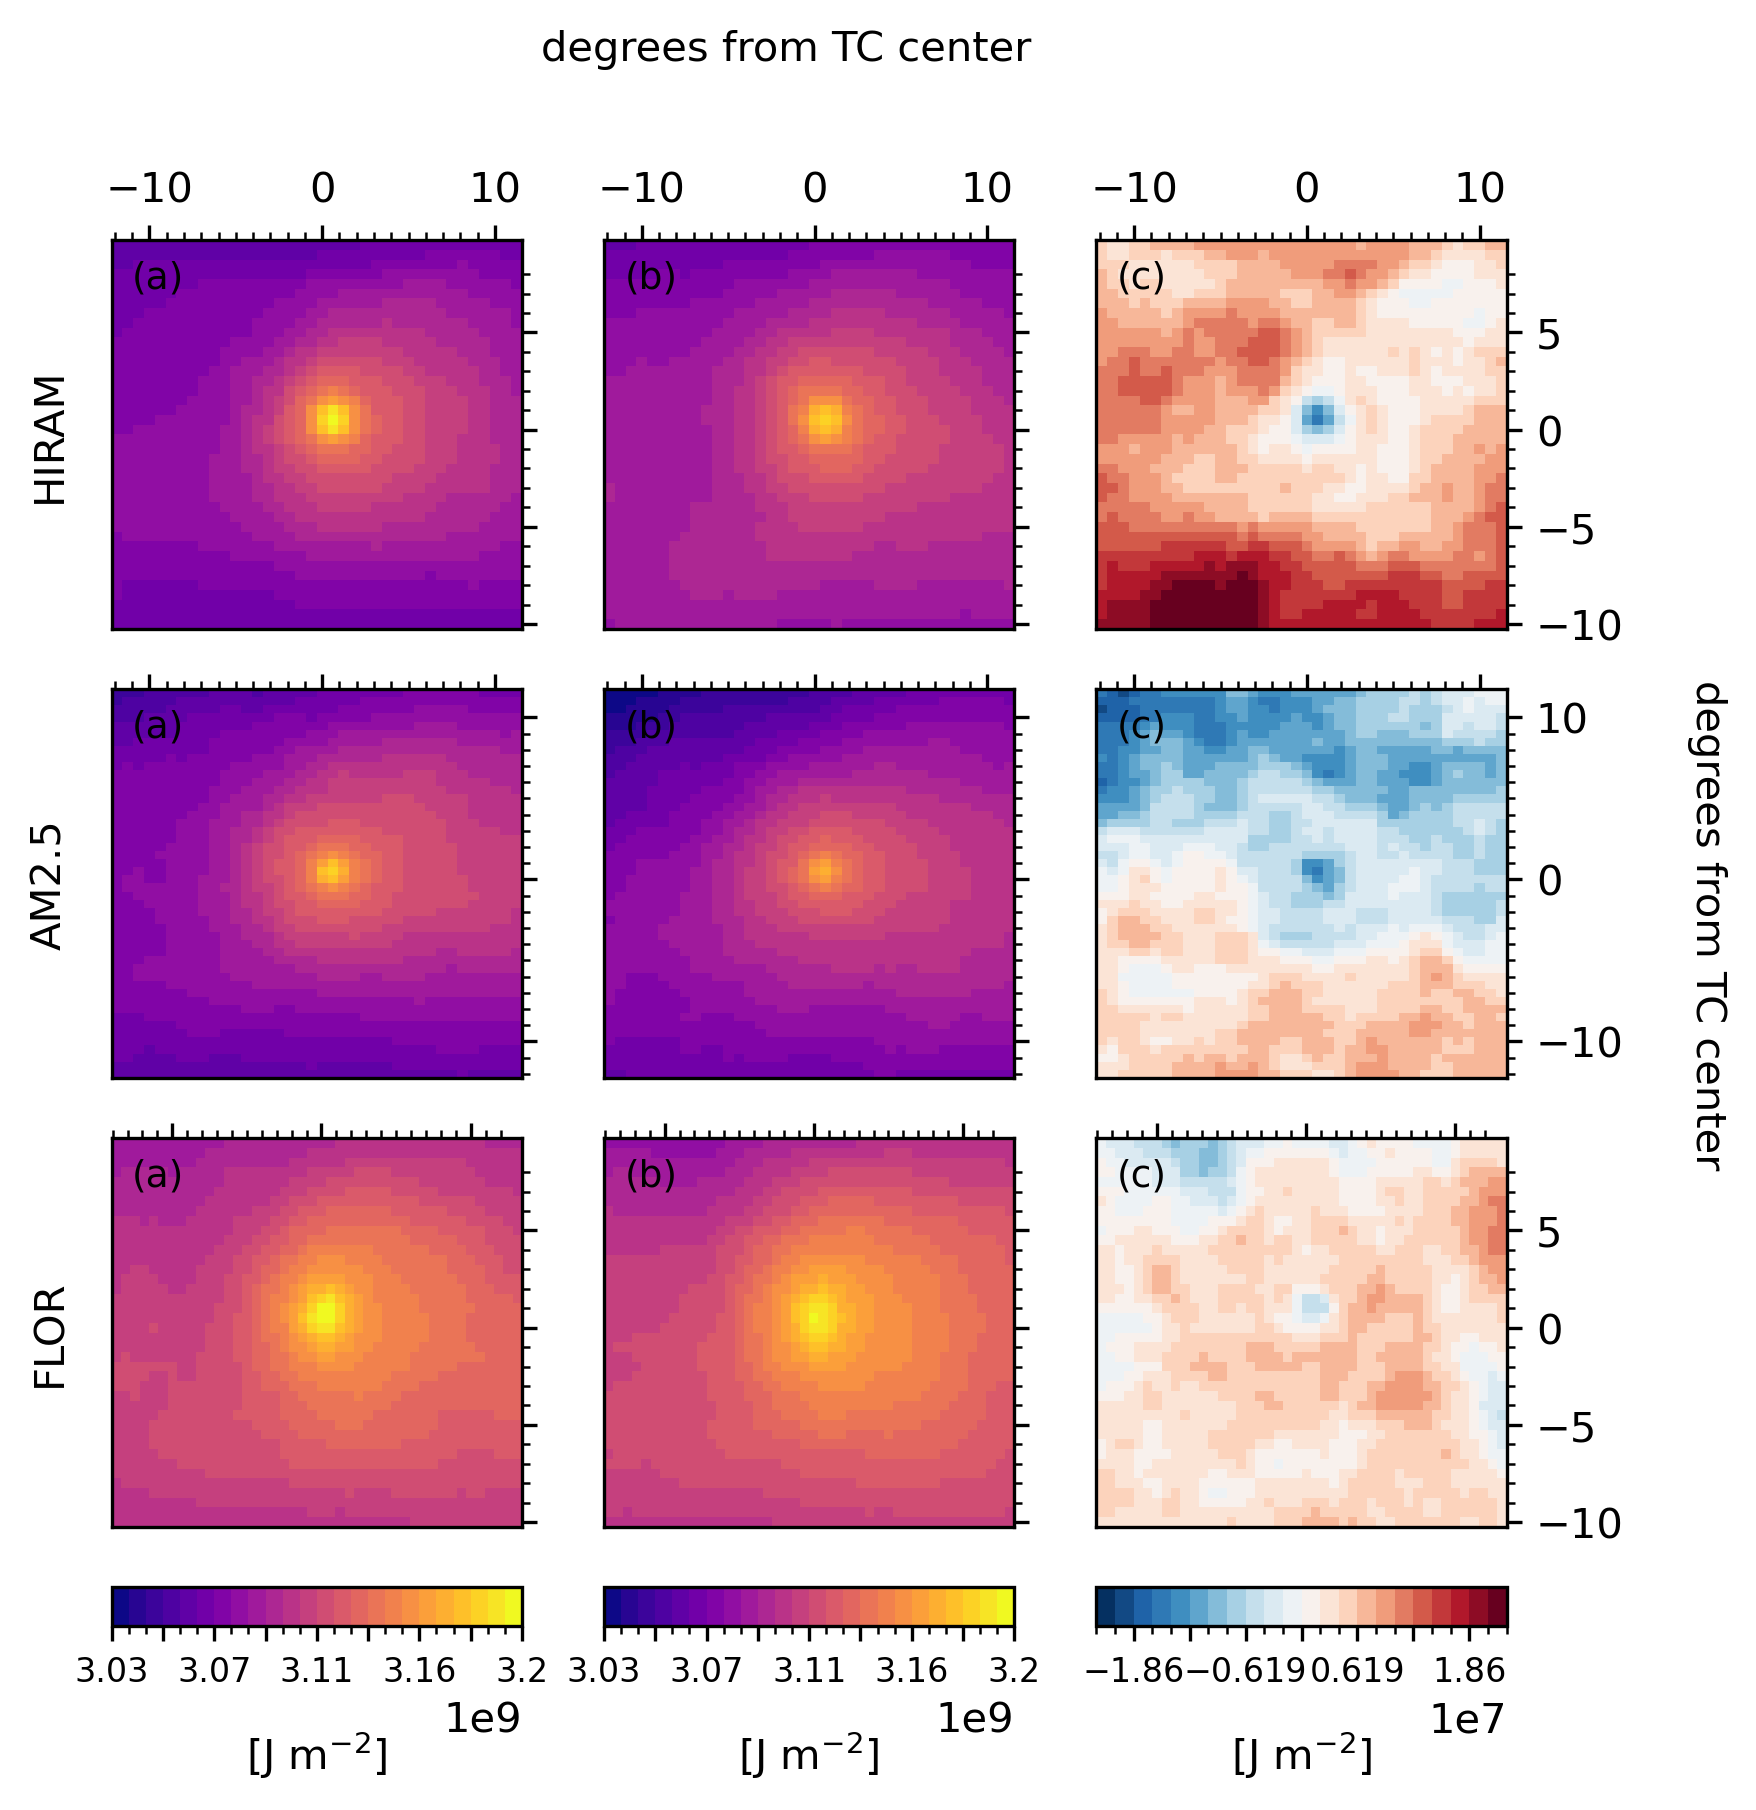 degrees from TC center
−10 0 10 −10 0 10 −10 0 10
HIRAM
(a) (b) (c)
5
0
−5
−10
AM2.5
(a) (b) (c)
10
0
−10
degrees from TC center
FLOR
(a) (b) (c)
5
0
−5
−10
3.03 3.07 3.11 3.16 3.2 3.03 3.07 3.11 3.16 3.2 −1.86 −0.619 0.619 1.86
1e9 1e9 1e7
[J m⁻²] [J m⁻²] [J m⁻²]